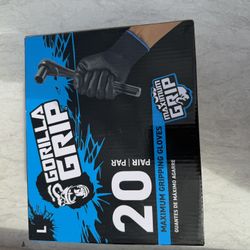 GORILLA
GRIP
L
MAXIMUM
GRIP
20
PAIR/PAR
MAXIMUM GRIPPING GLOVES
GUANTES DE MÁXIMO AGARRE